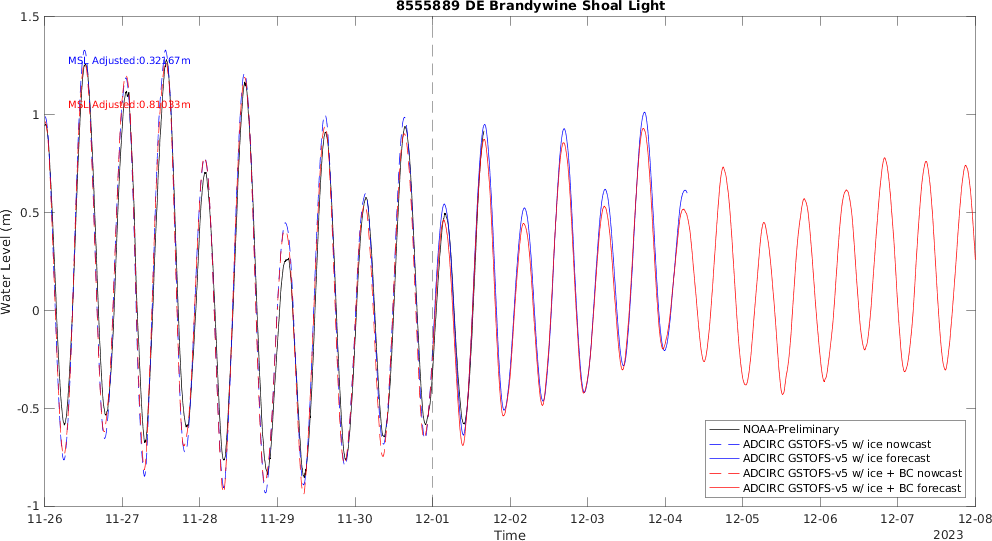 8555889 DE Brandywine Shoal Light
1.5
MSL Adjusted:0.32167m
MSL Adjusted:0.81033m
1
0.5
0
-0.5
-1
Water Level (m)
NOAA-Preliminary
ADCIRC GSTOFS-v5 w/ ice nowcast
ADCIRC GSTOFS-v5 w/ ice forecast
ADCIRC GSTOFS-v5 w/ ice + BC nowcast
ADCIRC GSTOFS-v5 w/ ice + BC forecast
11-26 11-27 11-28 11-29 11-30 12-01 12-02 12-03 12-04 12-05 12-06 12-07 12-08
Time
2023